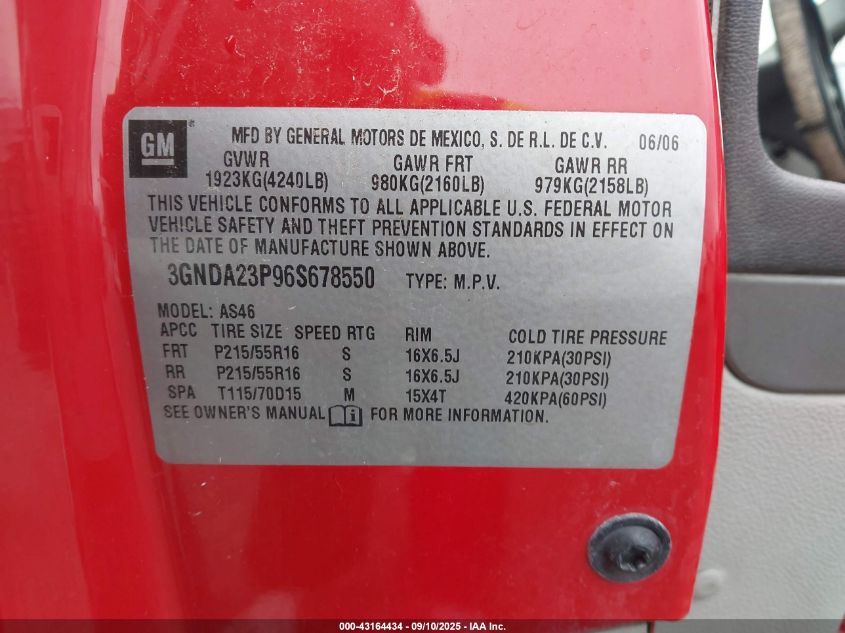 GM ® MFD BY GENERAL MOTORS DE MEXICO, S. DE R.L. DE C.V. 06/06
GVWR GAWR FRT GAWR RR
1923KG(4240LB) 980KG(2160LB) 979KG(2158LB)
THIS VEHICLE CONFORMS TO ALL APPLICABLE U.S. FEDERAL MOTOR
VEHICLE SAFETY AND THEFT PREVENTION STANDARDS IN EFFECT ON
THE DATE OF MANUFACTURE SHOWN ABOVE.
3GNDA23P96S678550 TYPE: M.P.V.
MODEL: AS46
APCC TIRE SIZE SPEED RTG RIM COLD TIRE PRESSURE
FRT P215/55R16 S 16X6.5J 210KPA(30PSI)
RR P215/55R16 S 16X6.5J 210KPA(30PSI)
SPA T115/70D15 M 15X4T 420KPA(60PSI)
SEE OWNER'S MANUAL FOR MORE INFORMATION.
000-43164434 - 09/10/2025 - IAA Inc.